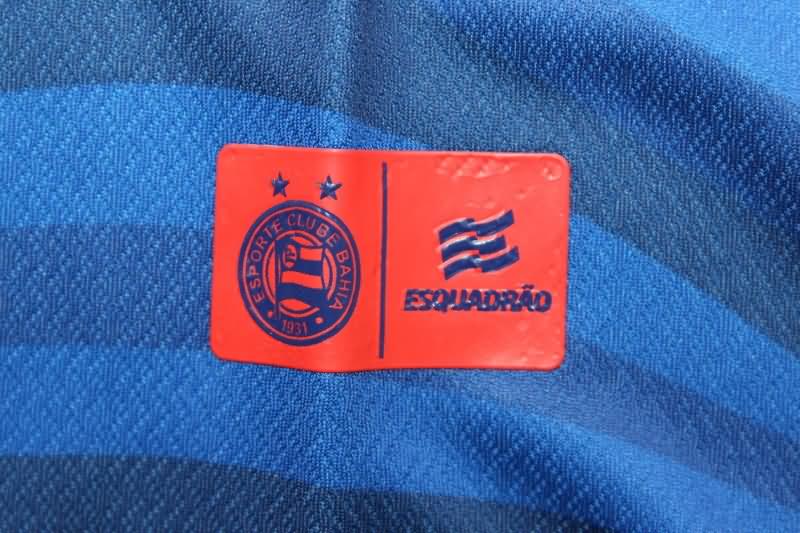 ESPORTE CLUBE BAHIA
1931
ESQUADRÃO